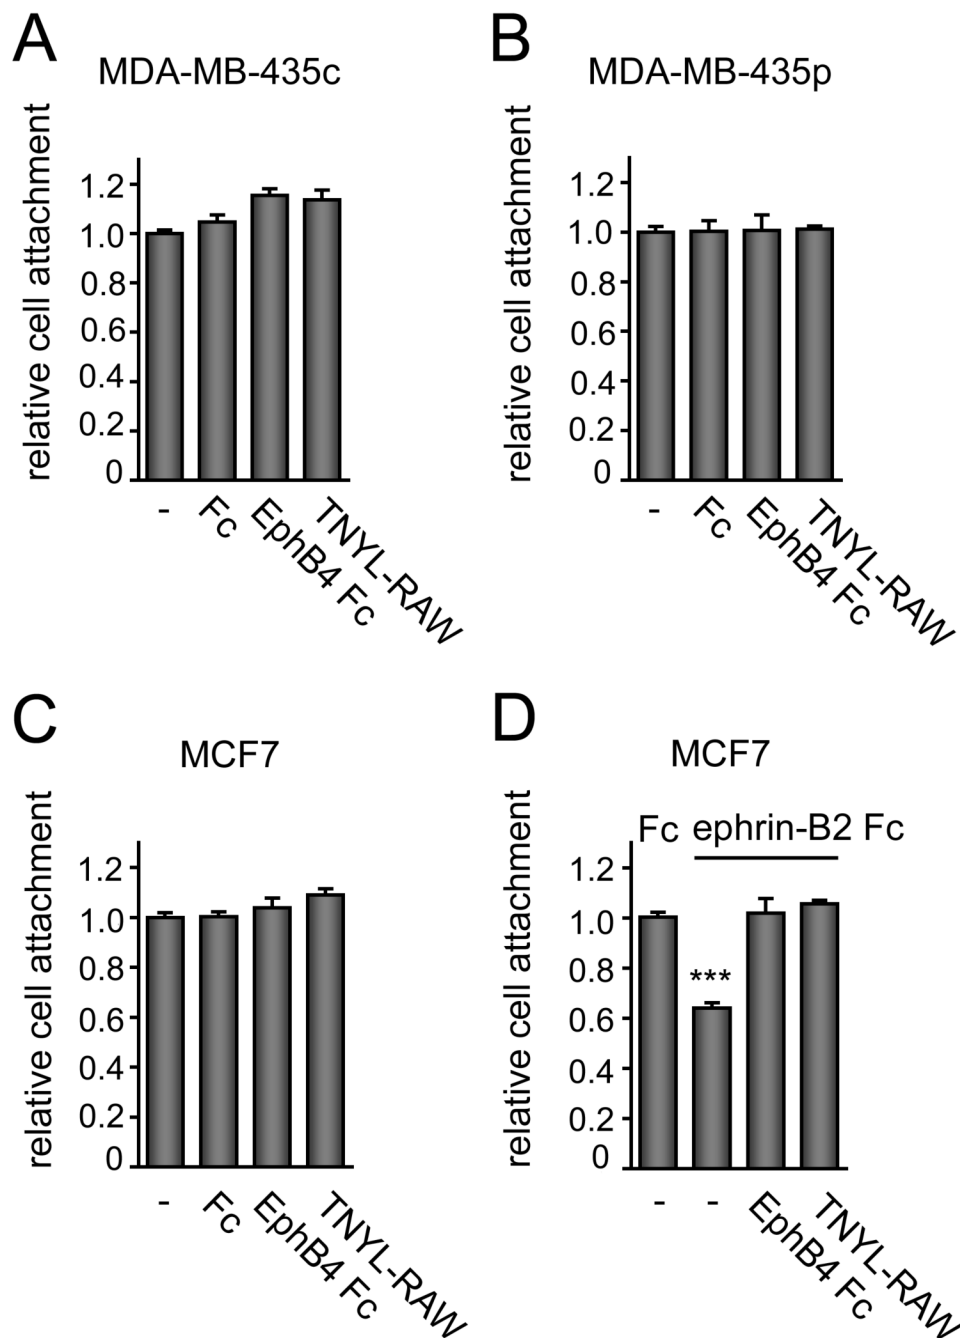 A
MDA-MB-435c
relative cell attachment
1.2
1.0
0.8
0.6
0.4
0.2
0
-
Fc
EphB4 Fc
TNYL-RAW
B
MDA-MB-435p
relative cell attachment
1.2
1.0
0.8
0.6
0.4
0.2
0
-
Fc
EphB4 Fc
TNYL-RAW
C
MCF7
relative cell attachment
1.2
1.0
0.8
0.6
0.4
0.2
0
-
Fc
EphB4 Fc
TNYL-RAW
D
MCF7
Fc ephrin-B2 Fc
relative cell attachment
1.2
1.0
0.8
0.6
0.4
0.2
0
***
-
-
EphB4 Fc
TNYL-RAW